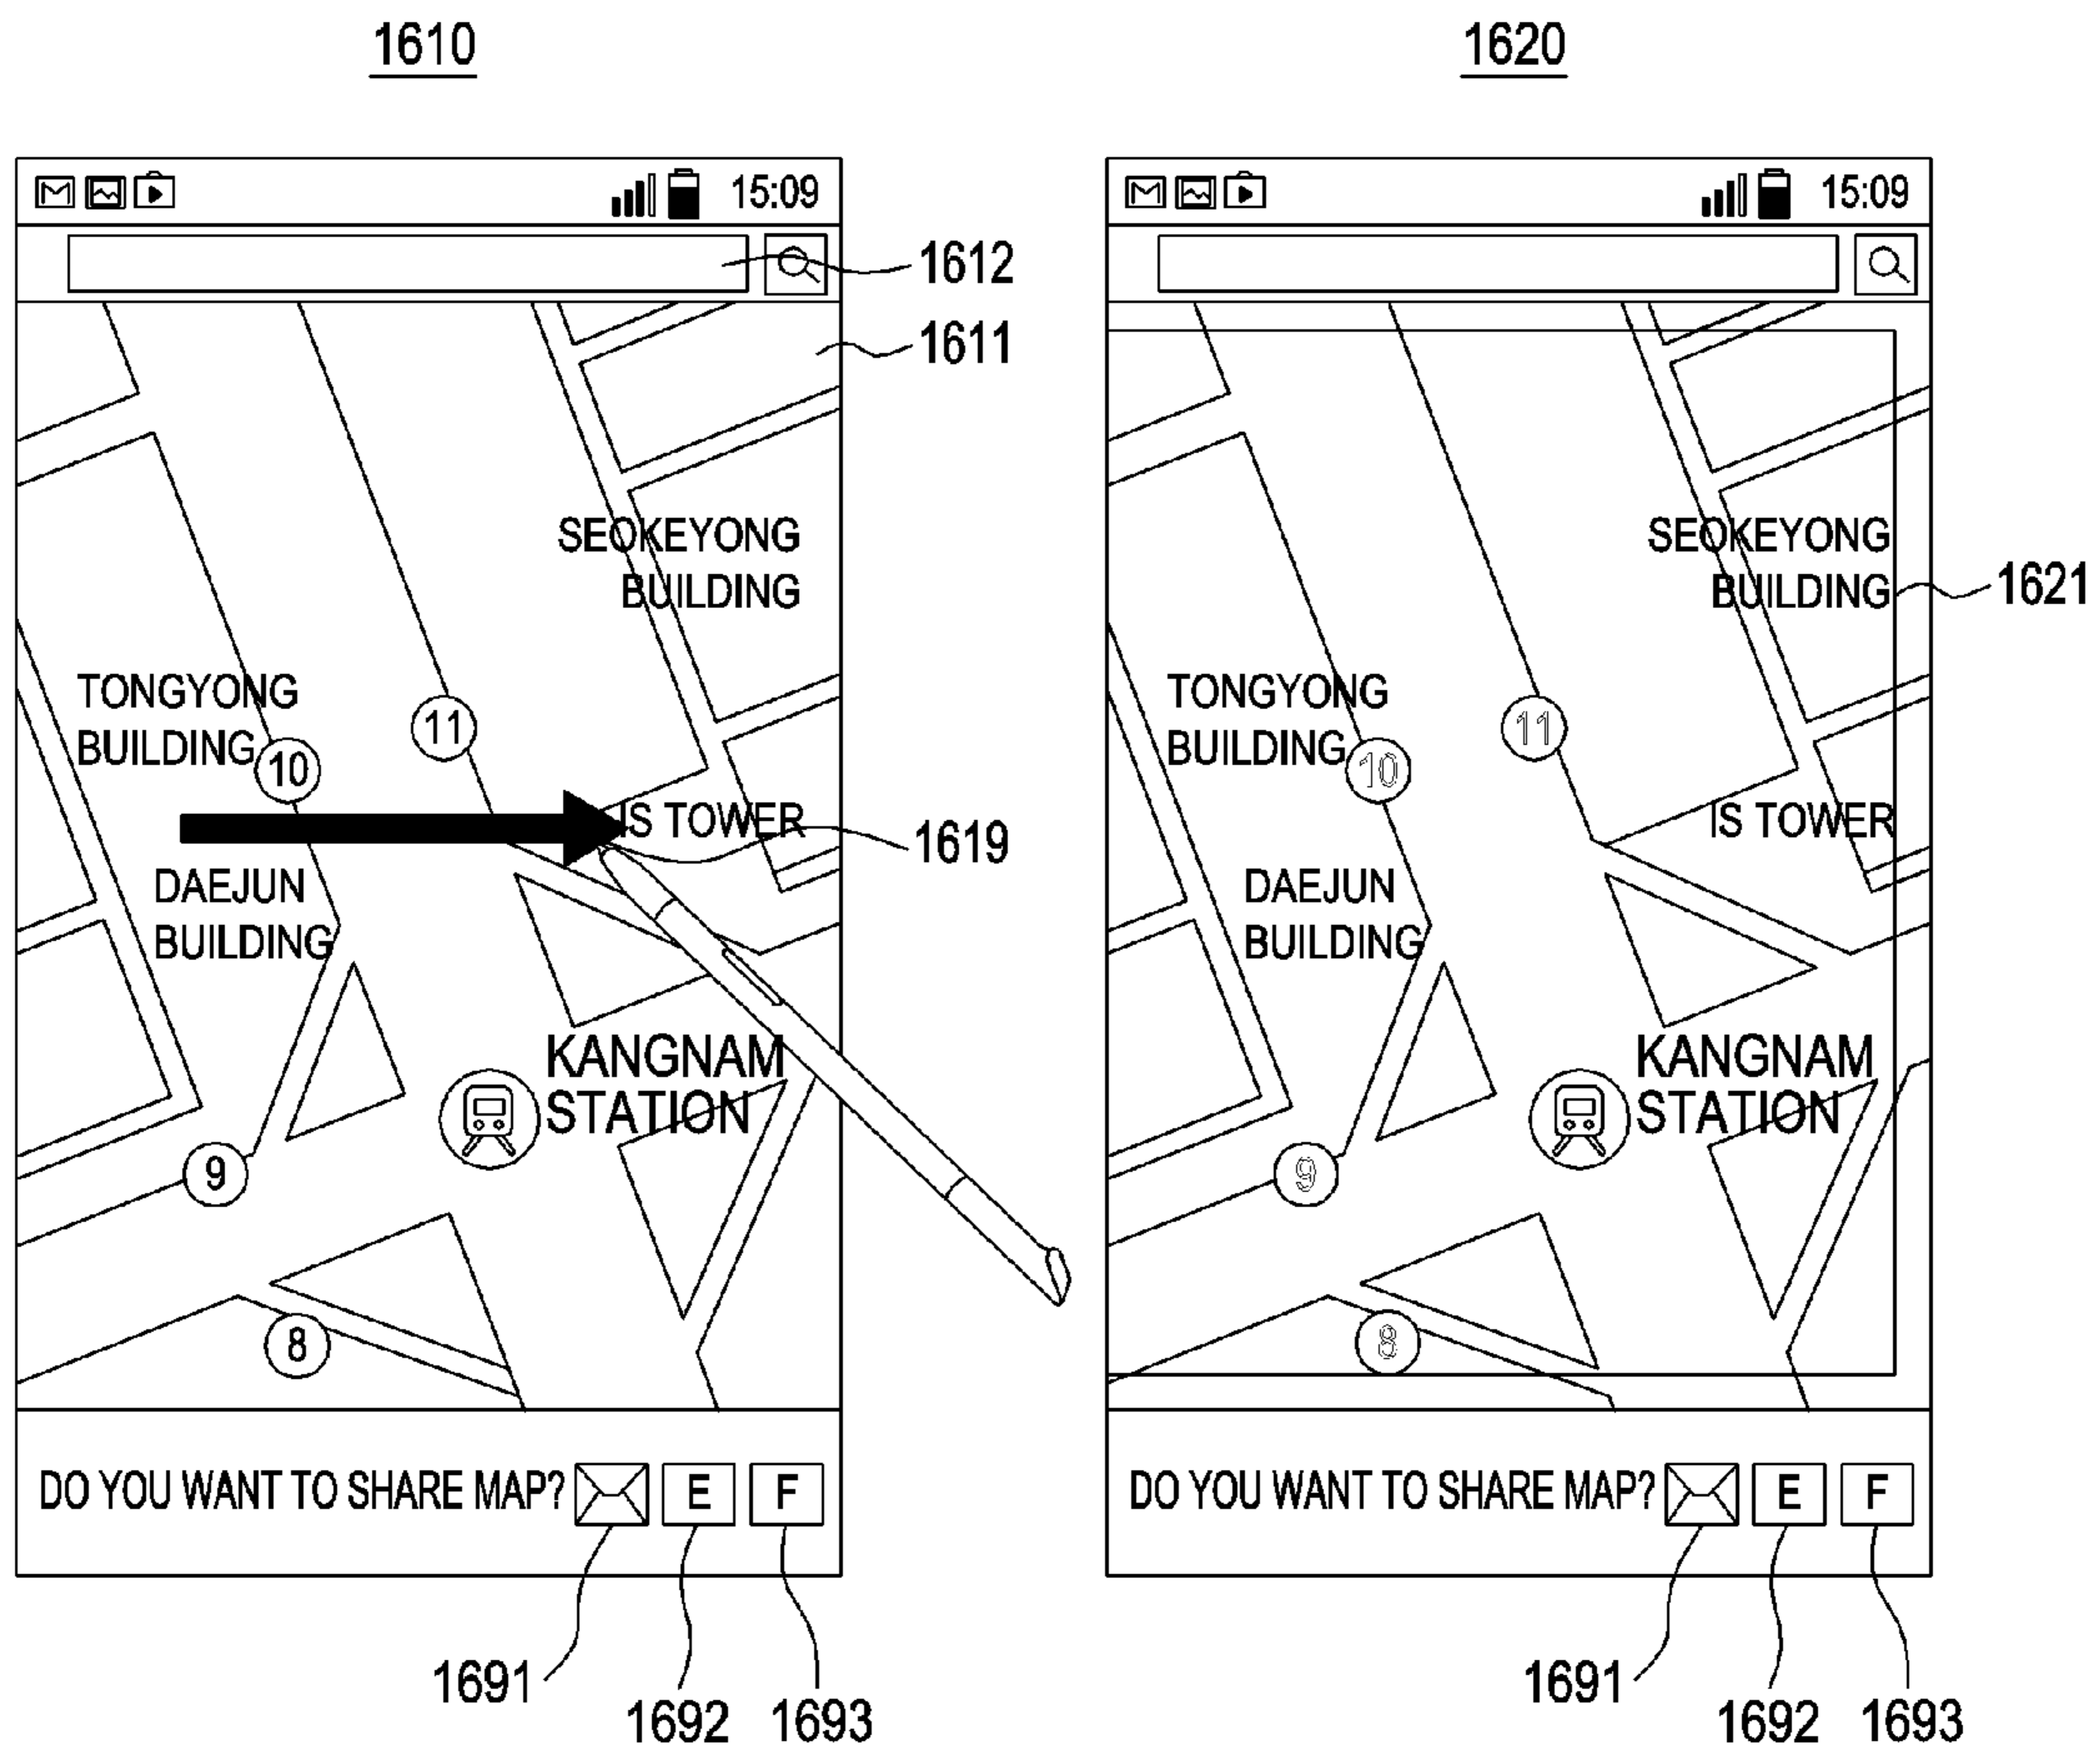 1610
15:09
1612
1611
SEOKEYONG
BUILDING
TONGYONG
BUILDING
11
10
IS TOWER
1619
DAEJUN
BUILDING
KANGNAM
STATION
9
8
DO YOU WANT TO SHARE MAP?
E
F
1691
1692
1693
1620
15:09
SEOKEYONG
BUILDING
1621
TONGYONG
BUILDING
11
10
IS TOWER
DAEJUN
BUILDING
KANGNAM
STATION
9
8
DO YOU WANT TO SHARE MAP?
E
F
1691
1692
1693